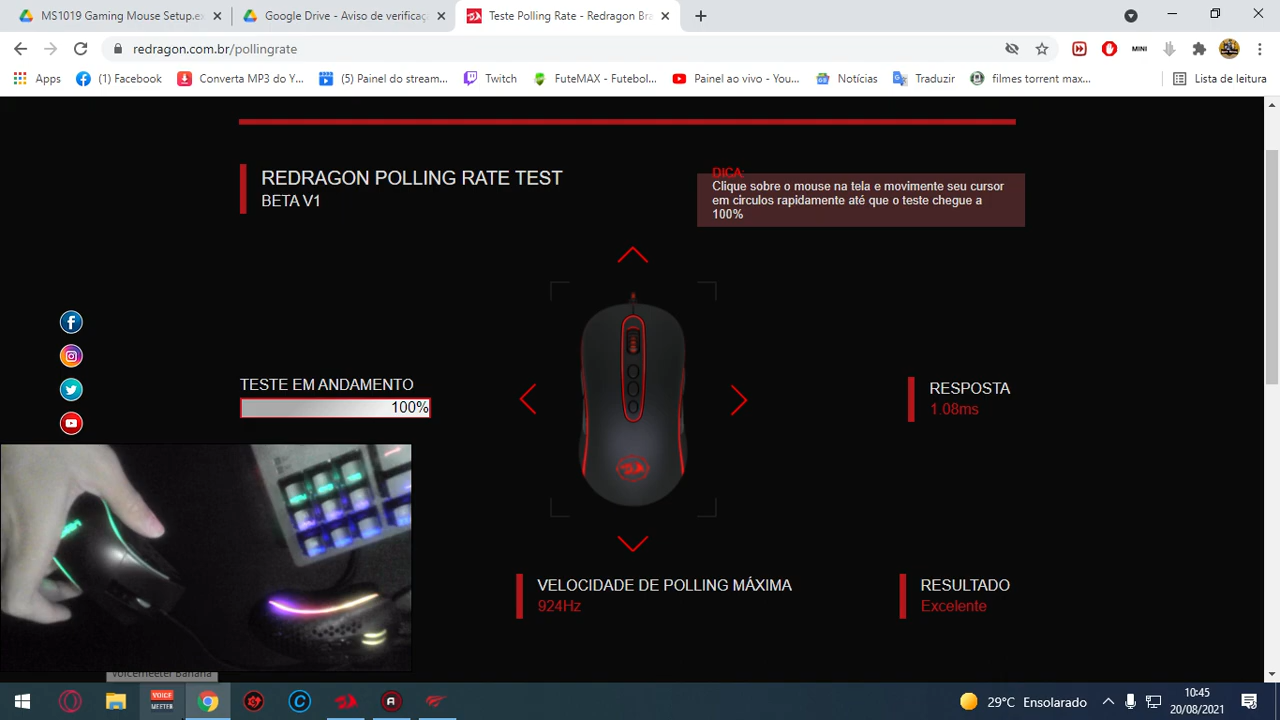 MS1019 Gaming Mouse Setup.e
Google Drive - Aviso de verificaç
Teste Polling Rate - Redragon Bra
redragon.com.br/pollingrate
MINI
Apps
(1) Facebook
Converta MP3 do Y...
(5) Painel do stream...
Twitch
FuteMAX - Futebol...
Painel ao vivo - You...
Notícias
Traduzir
filmes torrent max...
Lista de leitura
REDRAGON POLLING RATE TEST
BETA V1
DICA:
Clique sobre o mouse na tela e movimente seu cursor
em circulos rapidamente até que o teste chegue a
100%
TESTE EM ANDAMENTO
100%
RESPOSTA
1.08ms
VELOCIDADE DE POLLING MÁXIMA
924Hz
RESULTADO
Excelente
Voicemeeter Banana
VOICE
MEETER
29°C Ensolarado
10:45
20/08/2021